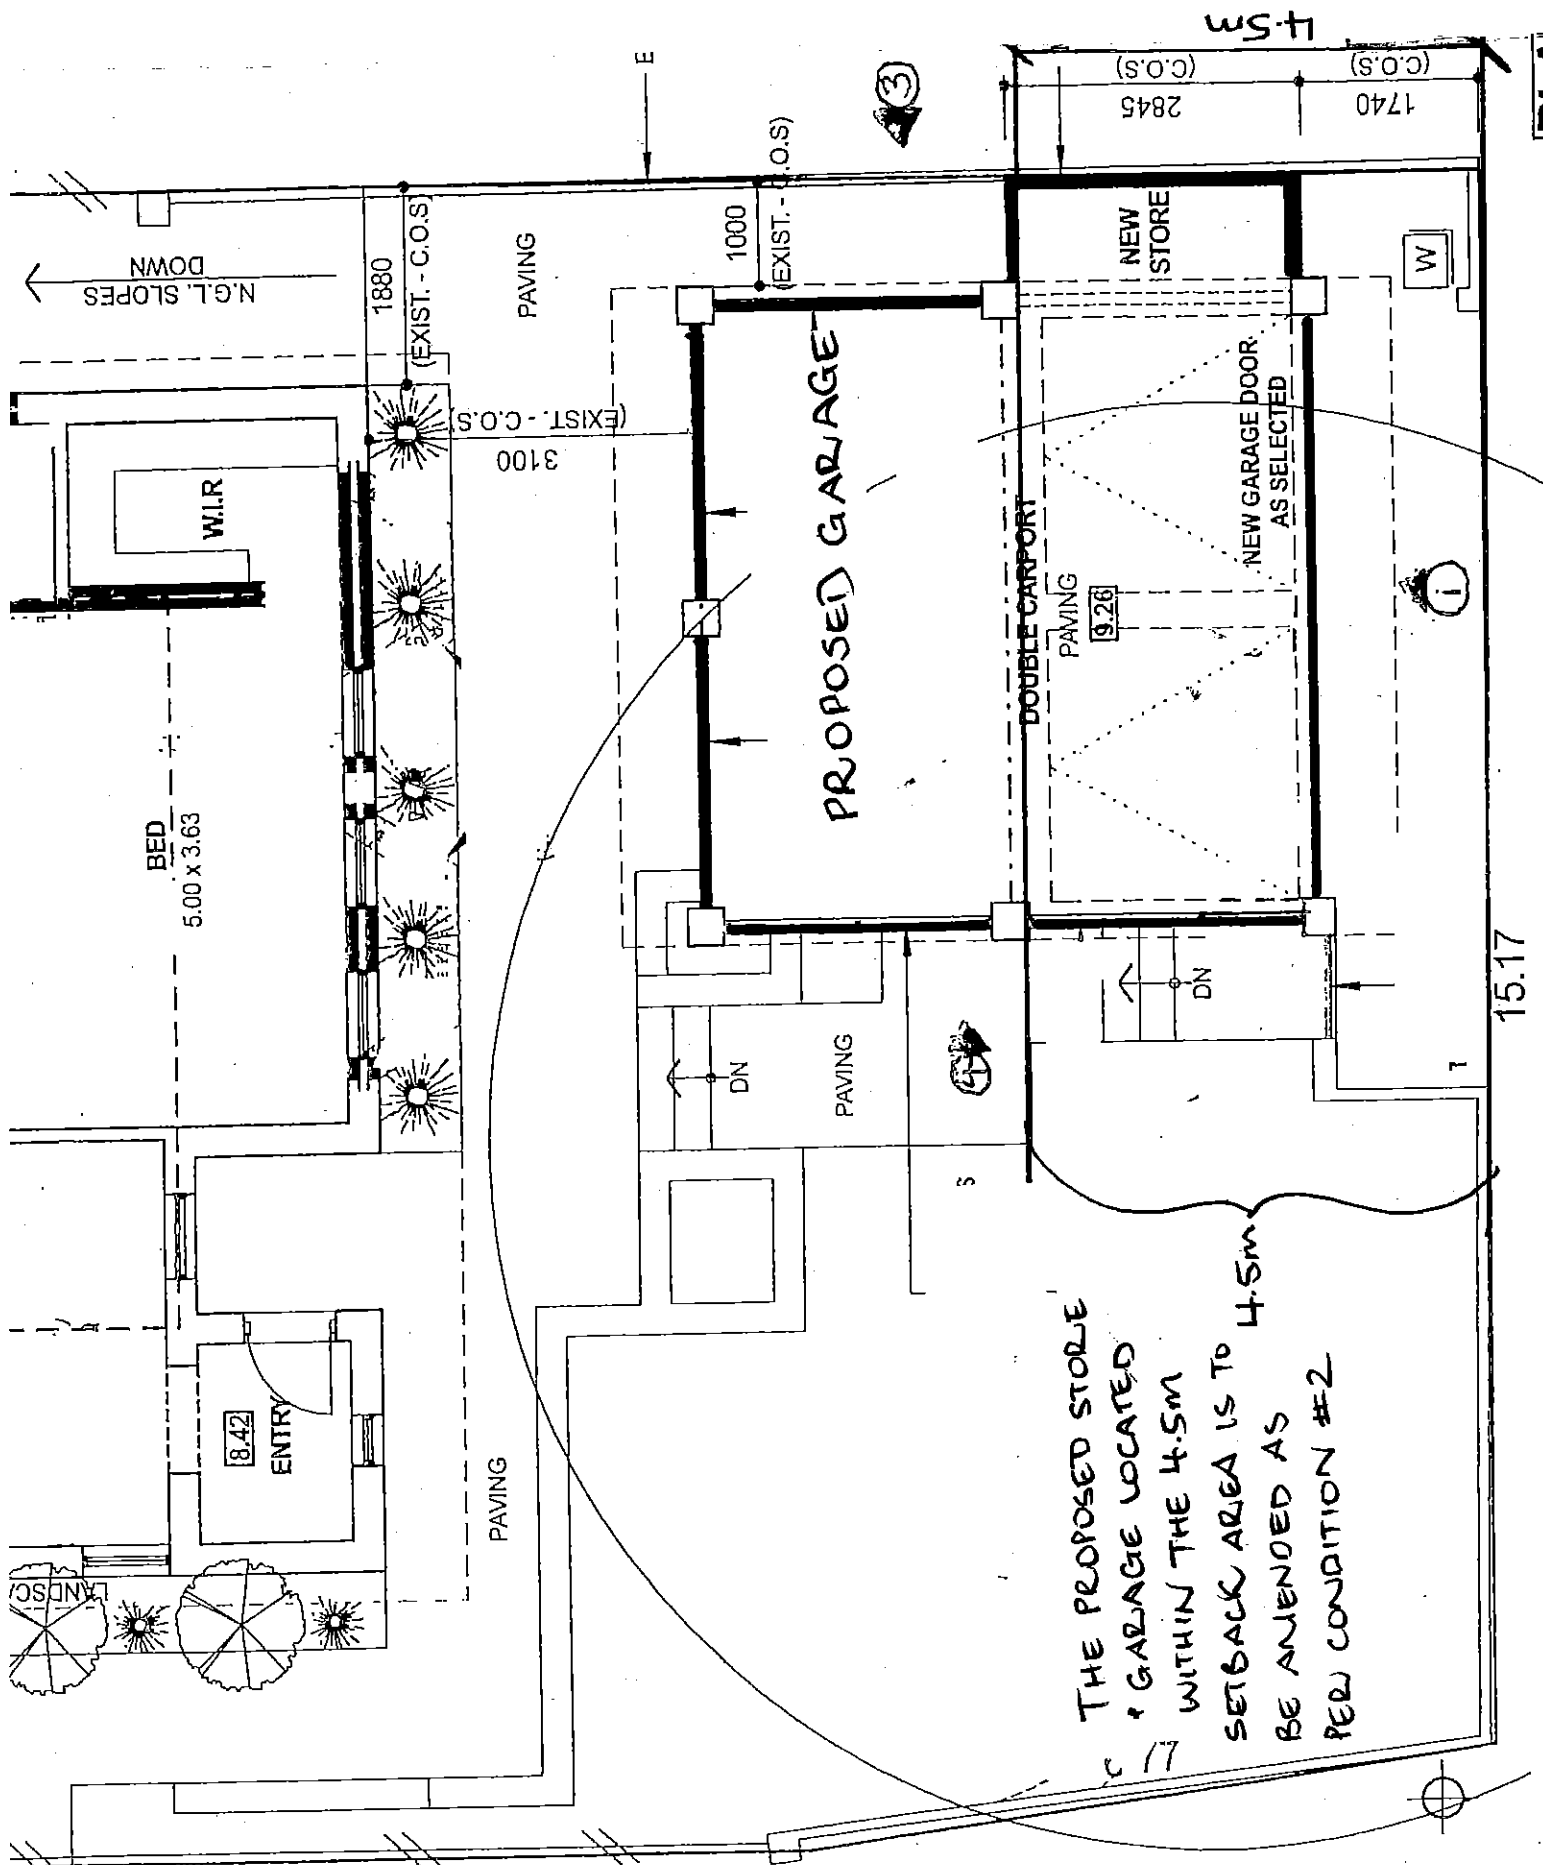 4.5m
(C.O.S)
(C.O.S)
2845
1740
E
3
N.G.L. SLOPES
DOWN
1880
(EXIST. - C.O.S)
PAVING
1000
(EXIST. - C.O.S)
NEW
STORE
W
W.I.R
3100
(EXIST. - C.O.S)
PROPOSED GARAGE
DOUBLE CARPORT
PAVING
9.26
NEW GARAGE DOOR
AS SELECTED
1
BED
5.00 x 3.63
DN
PAVING
4
DN
15.17
8.42
ENTRY
PAVING
LANDSCA
4.5m
THE PROPOSED STORE
& GARAGE LOCATED
WITHIN THE 4.5m
SETBACK AREA IS TO
BE AMENDED AS
PER CONDITION #2